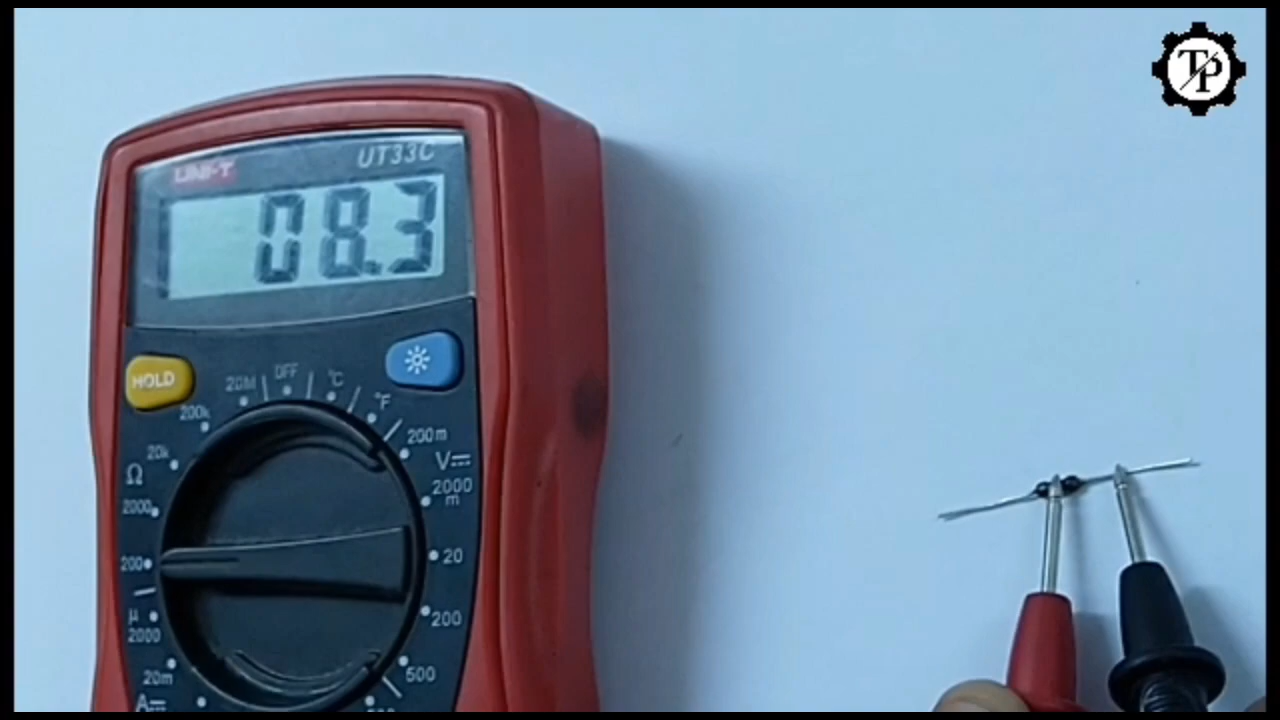 TP
UNI-T
UT33C
08.3
HOLD
OFF
20M
°C
°F
200k
200m
20k
V
Ω
2000
m
2000
200
20
μ
2000
200
20m
500
A